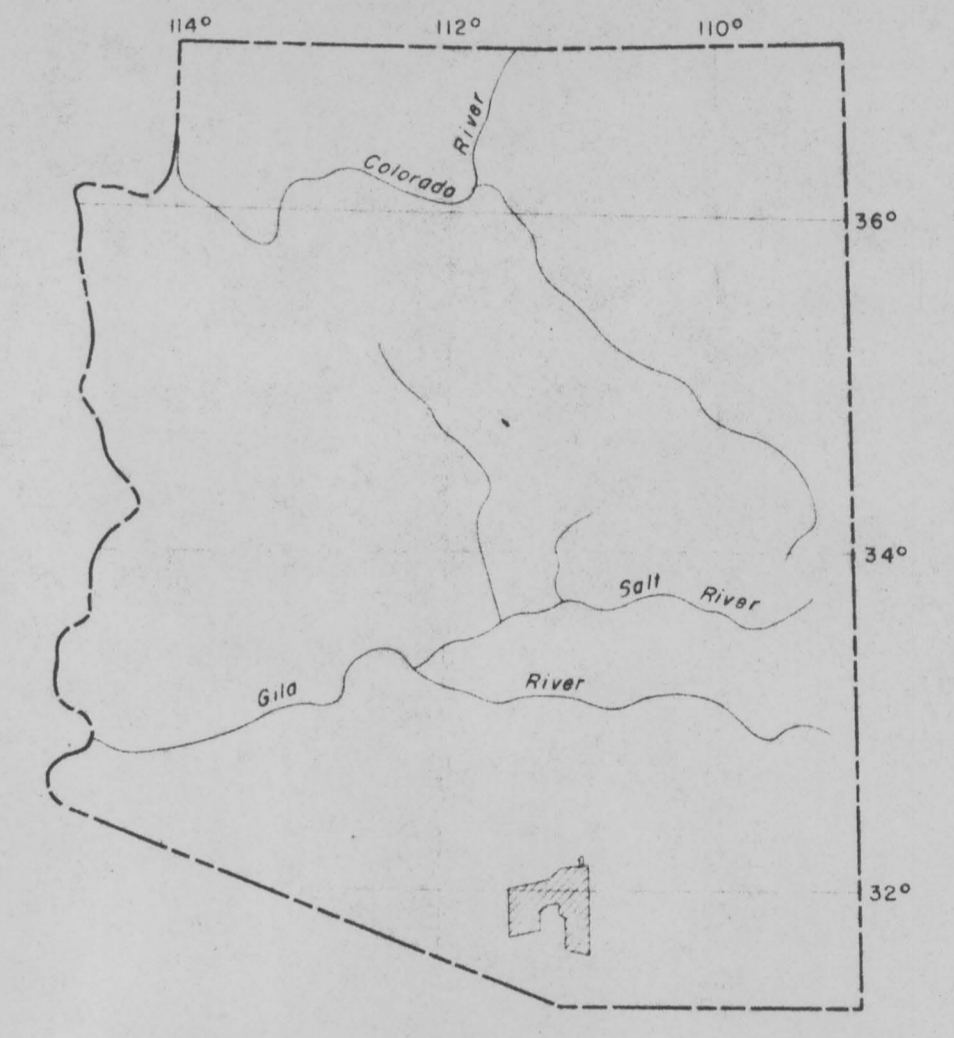 114° 112° 110°
River
Colorado
36°
34°
Salt River
Gila River
32°